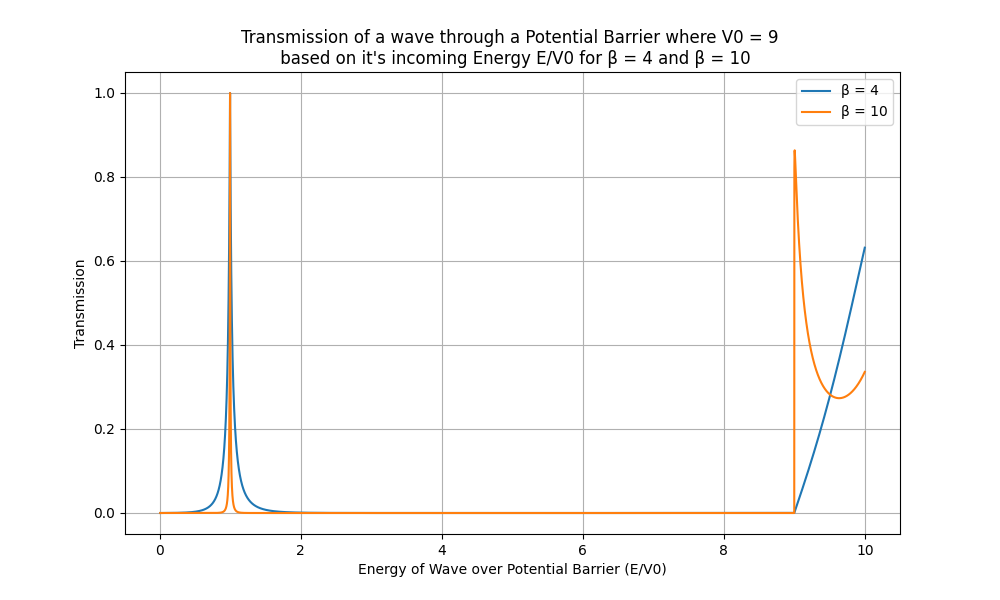 Transmission of a wave through a Potential Barrier where V0 = 9
based on it's incoming Energy E/V0 for β = 4 and β = 10
β = 4
β = 10
1.0
0.8
0.6
0.4
0.2
0.0
Transmission
0 2 4 6 8 10
Energy of Wave over Potential Barrier (E/V0)